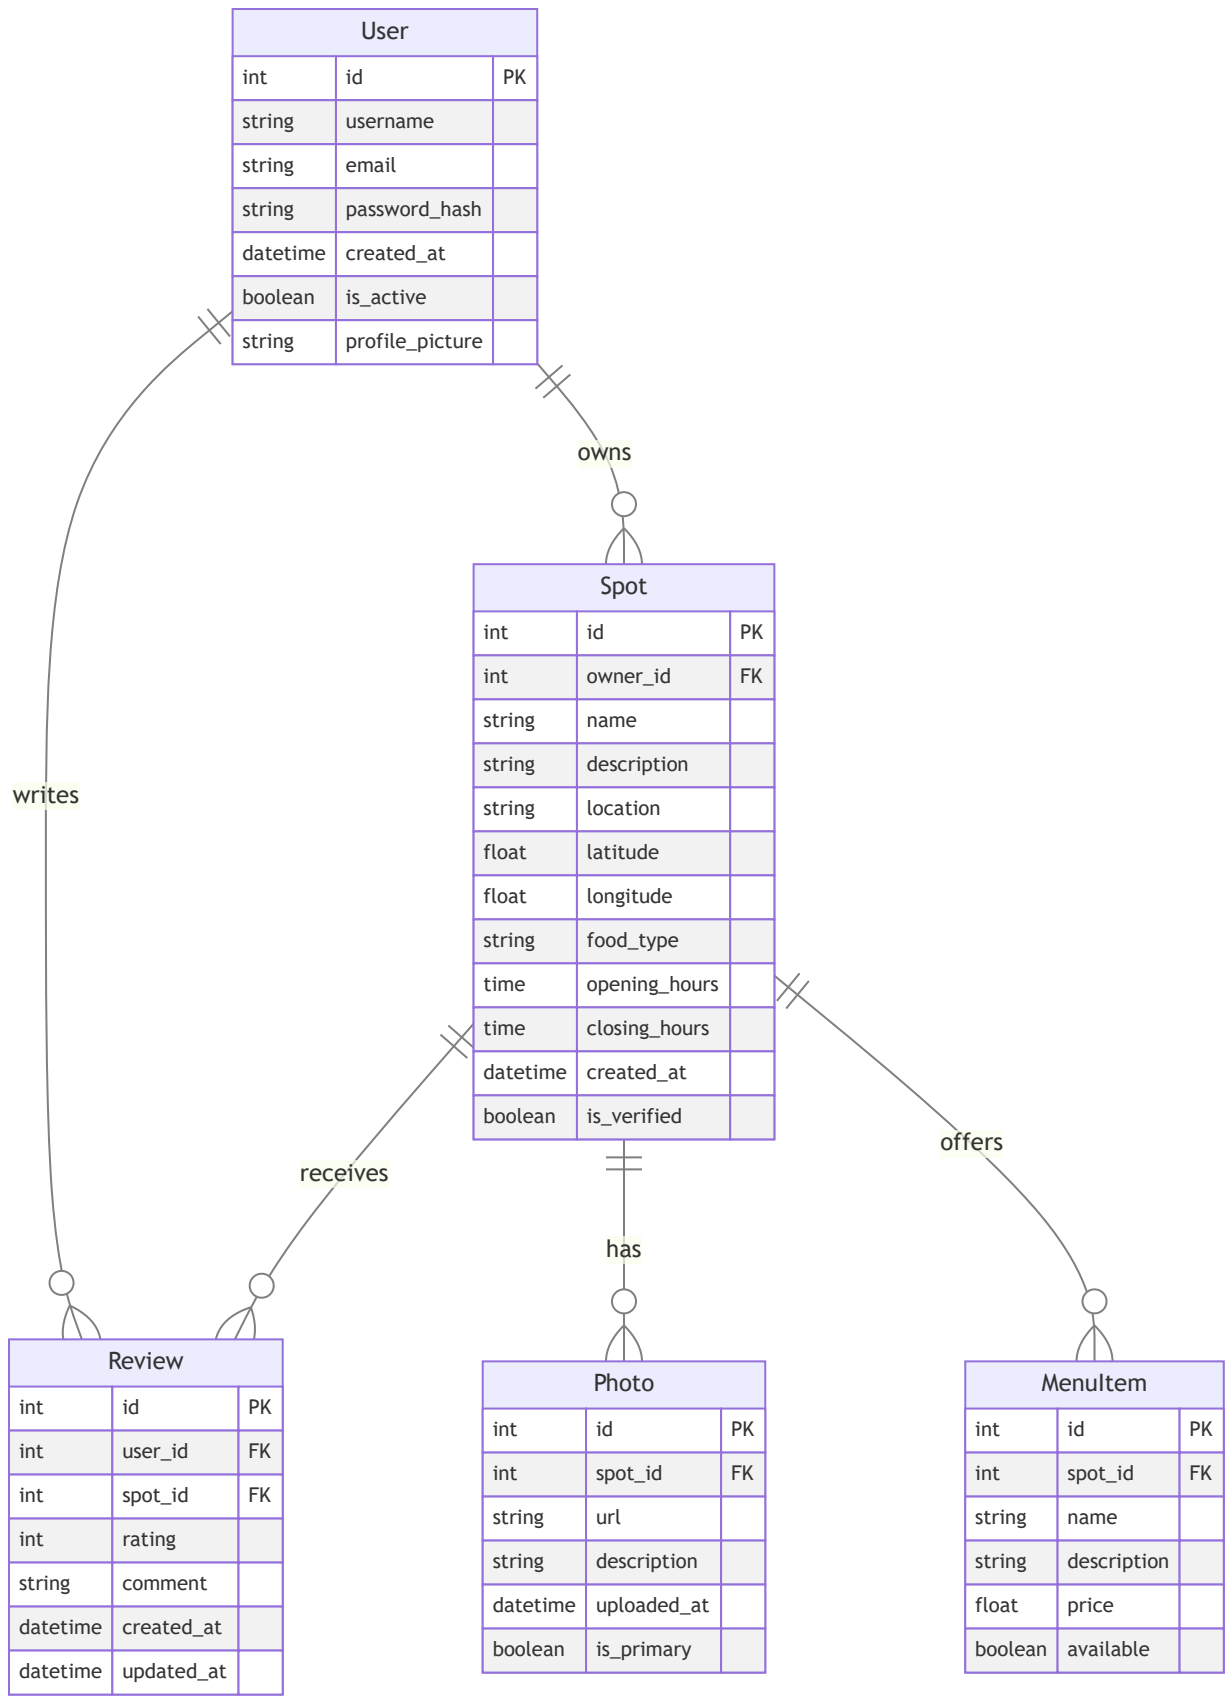 User
int id PK
string username
string email
string password_hash
datetime created_at
boolean is_active
string profile_picture
owns
writes
Spot
int id PK
int owner_id FK
string name
string description
string location
float latitude
float longitude
string food_type
time opening_hours
time closing_hours
datetime created_at
boolean is_verified
receives
has
offers
Review
int id PK
int user_id FK
int spot_id FK
int rating
string comment
datetime created_at
datetime updated_at
Photo
int id PK
int spot_id FK
string url
string description
datetime uploaded_at
boolean is_primary
MenuItem
int id PK
int spot_id FK
string name
string description
float price
boolean available